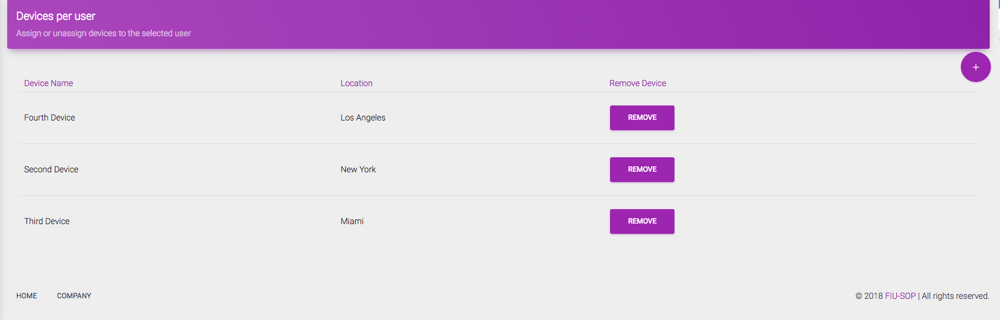 Devices per user
Assign or unassign devices to the selected user
+
Device Name Location Remove Device
Fourth Device Los Angeles REMOVE
Second Device New York REMOVE
Third Device Miami REMOVE
HOME COMPANY © 2018 FIU-SOP | All rights reserved.